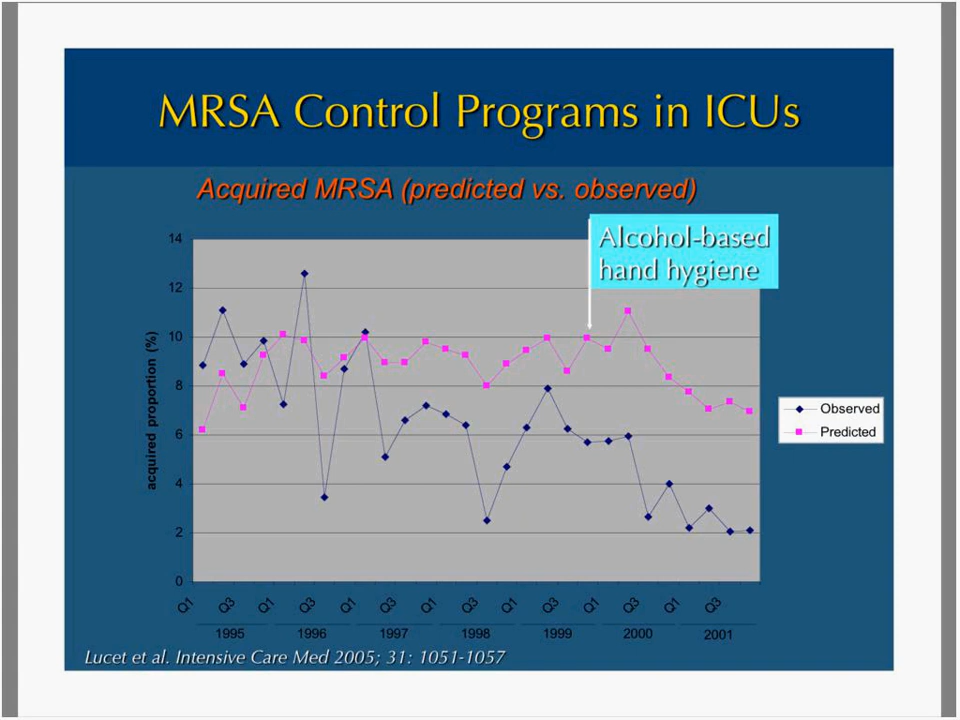 MRSA Control Programs in ICUs
Acquired MRSA (predicted vs. observed)
Alcohol-based
hand hygiene
14
12
10
8
6
4
2
0
acquired proportion (%)
Observed
Predicted
Q1 Q3 Q1 Q3 Q1 Q3 Q1 Q3 Q1 Q3 Q1 Q3 Q1 Q3
1995 1996 1997 1998 1999 2000 2001
Lucet et al. Intensive Care Med 2005; 31: 1051-1057